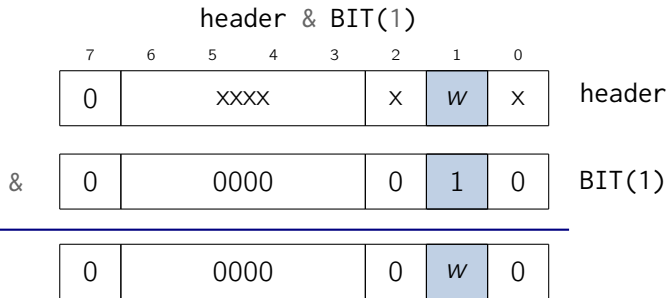 header & BIT(1)
7 6 5 4 3 2 1 0
0 xxxx x w x header
& 0 0000 0 1 0 BIT(1)
0 0000 0 w 0